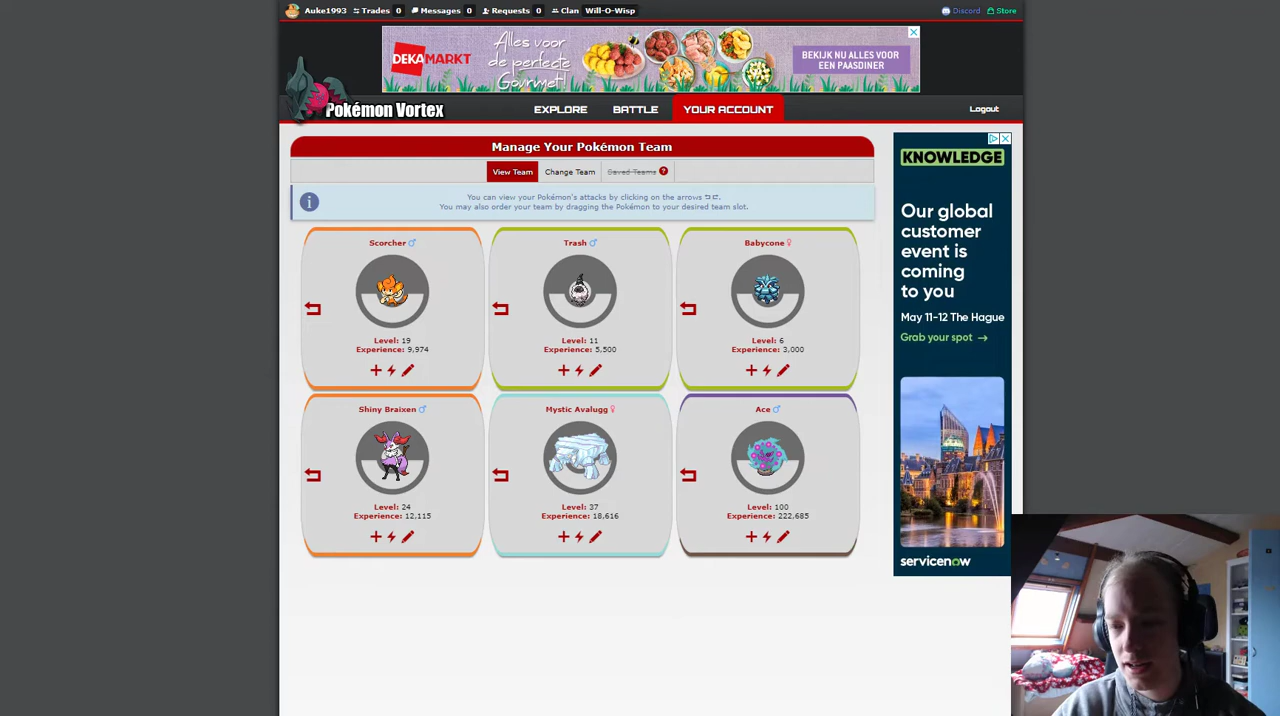 Auke1993 Trades 0 Messages 0 Requests 0 Clan Will-O-Wisp Discord Store
DEKAMARKT
Alles voor
de perfecte
Gourmet!
BEKIJK NU ALLES VOOR
EEN PAASDINER
Pokémon Vortex
EXPLORE BATTLE YOUR ACCOUNT Logout
Manage Your Pokémon Team
View Team Change Team Saved Teams ?
You can view your Pokémon's attacks by clicking on the arrows.
You may also order your team by dragging the Pokémon to your desired team slot.
Scorcher ♂ Trash ♂ Babycone ♀
Level: 19 Level: 11 Level: 6
Experience: 9,974 Experience: 5,500 Experience: 3,000
Shiny Braixen ♂ Mystic Avalugg ♀ Ace ♂
Level: 24 Level: 37 Level: 100
Experience: 12,115 Experience: 18,616 Experience: 222,685
KNOWLEDGE
Our global
customer
event is
coming
to you
May 11-12 The Hague
Grab your spot →
servicenow